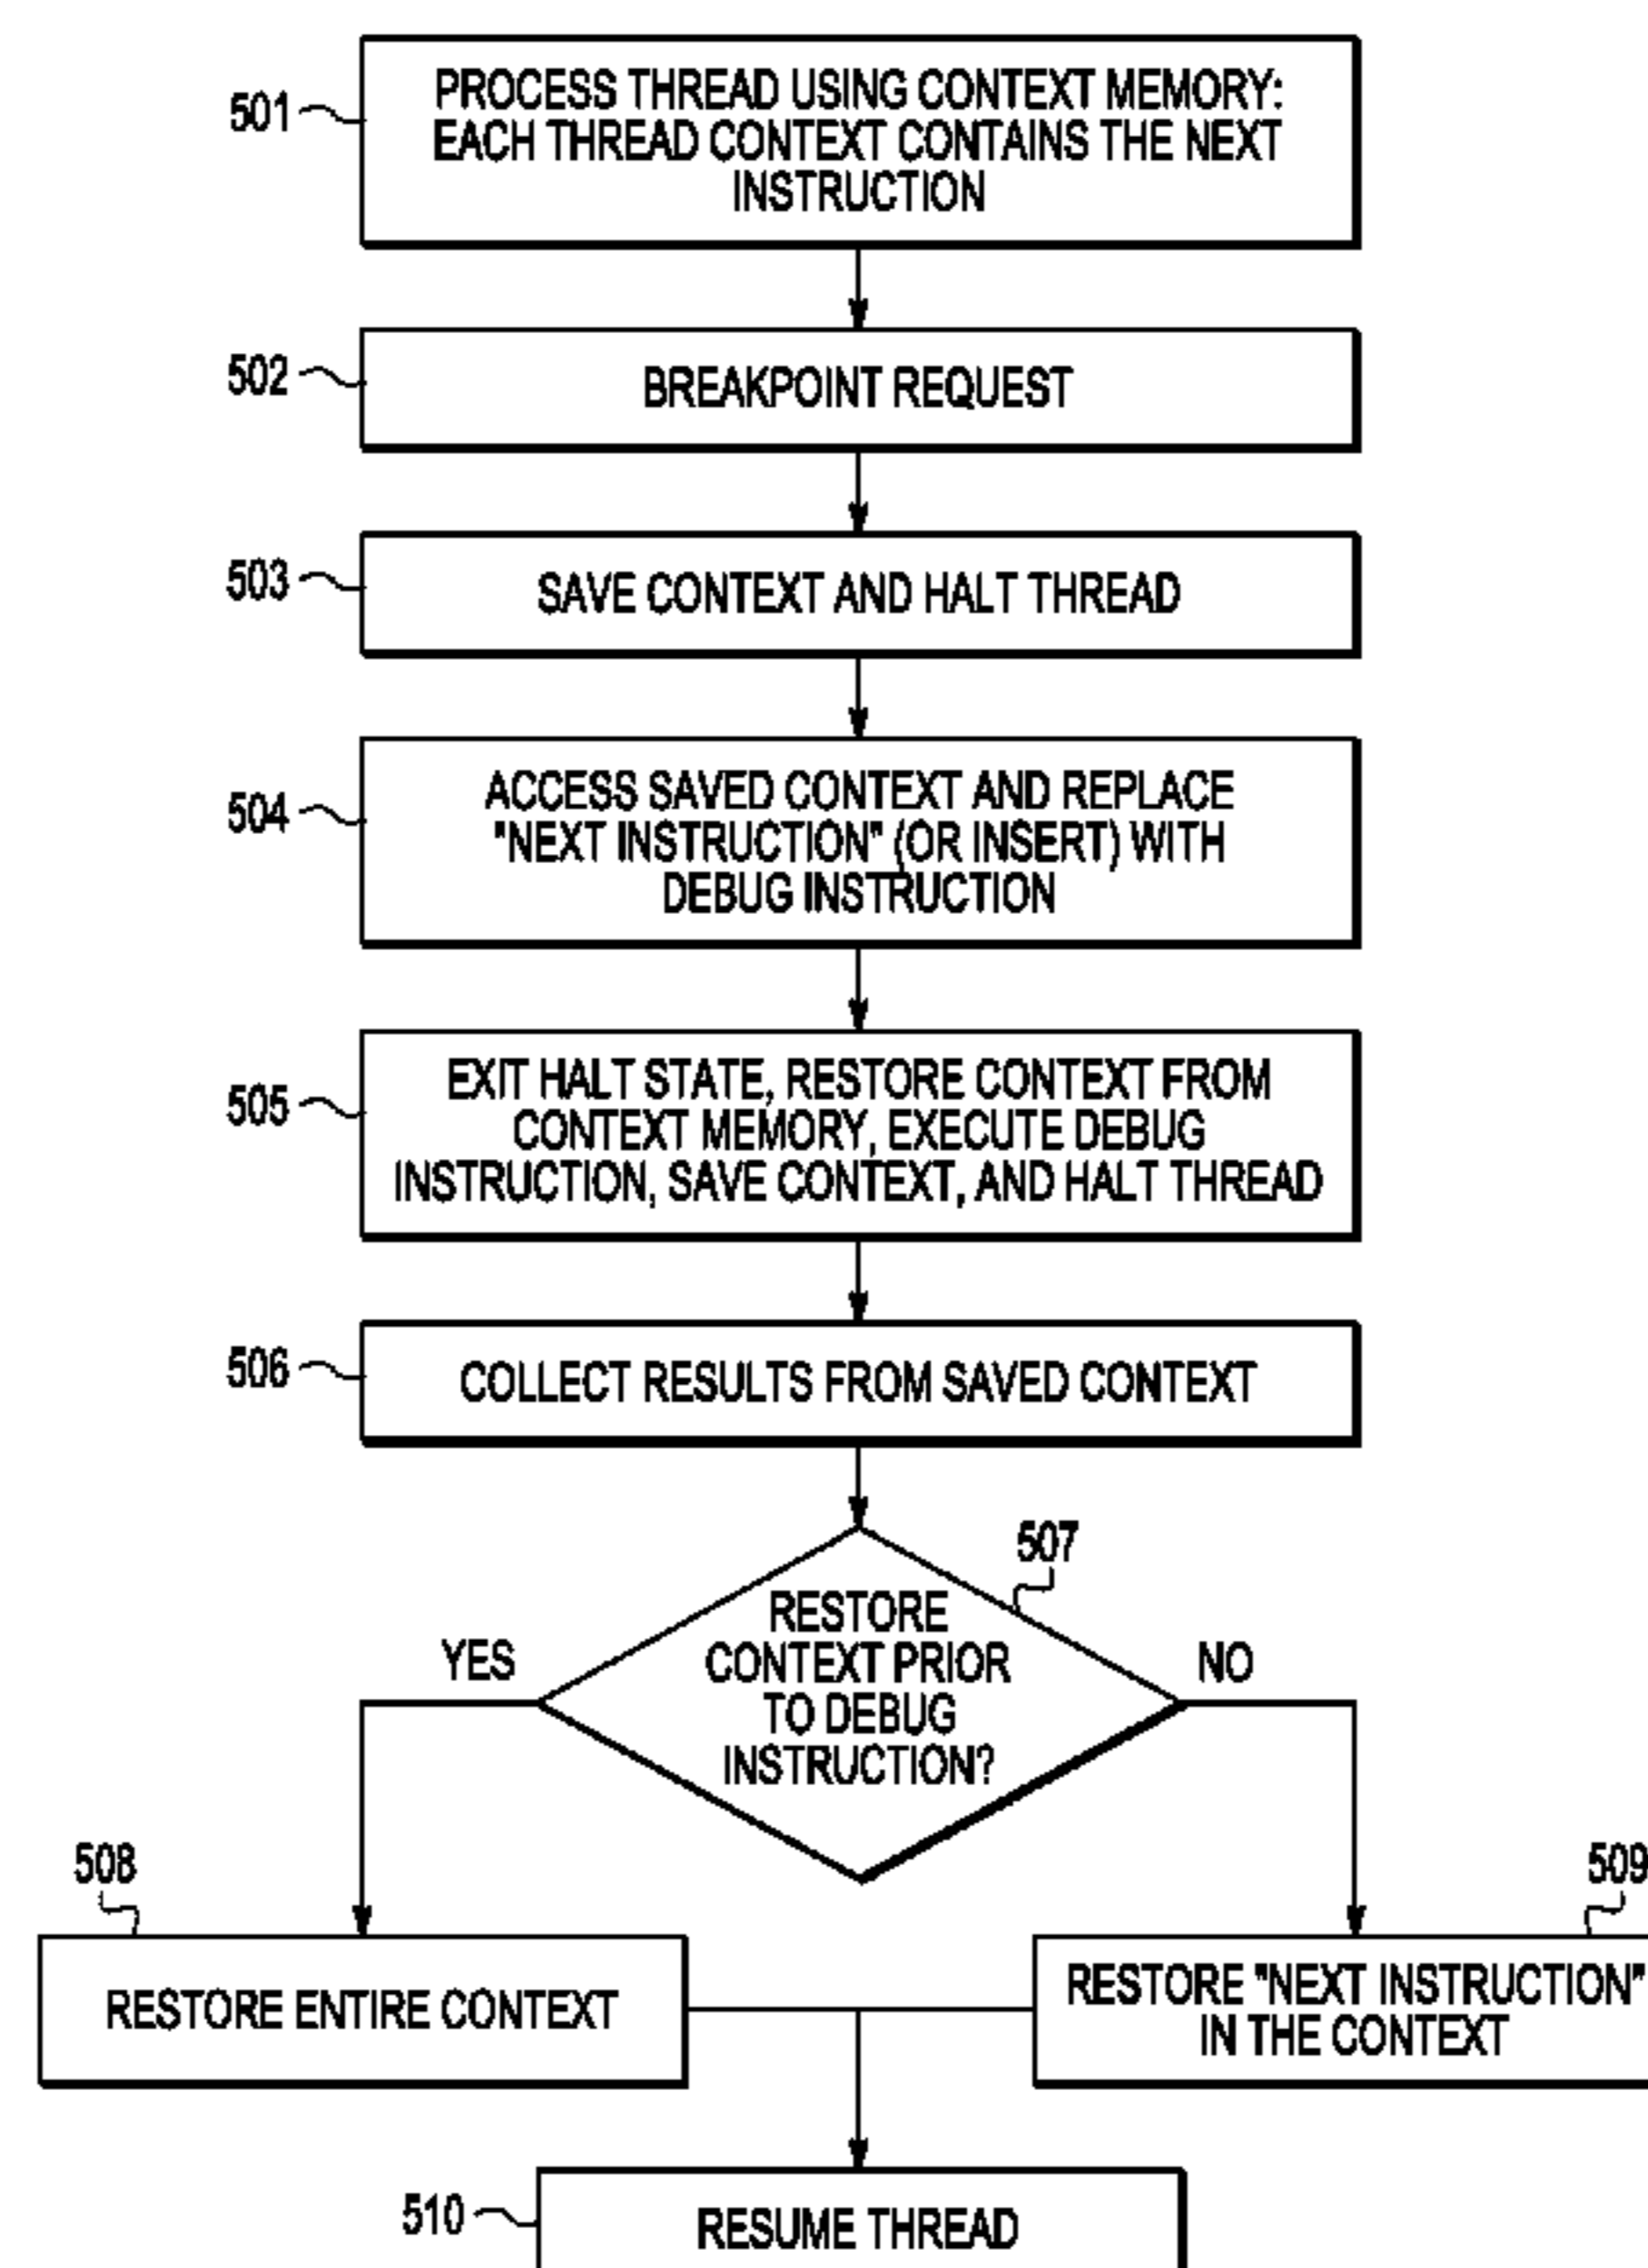 501
PROCESS THREAD USING CONTEXT MEMORY:
EACH THREAD CONTEXT CONTAINS THE NEXT
INSTRUCTION
502
BREAKPOINT REQUEST
503
SAVE CONTEXT AND HALT THREAD
504
ACCESS SAVED CONTEXT AND REPLACE
"NEXT INSTRUCTION" (OR INSERT) WITH
DEBUG INSTRUCTION
505
EXIT HALT STATE, RESTORE CONTEXT FROM
CONTEXT MEMORY, EXECUTE DEBUG
INSTRUCTION, SAVE CONTEXT, AND HALT THREAD
506
COLLECT RESULTS FROM SAVED CONTEXT
507
RESTORE
CONTEXT PRIOR
TO DEBUG
INSTRUCTION?
YES
NO
508
RESTORE ENTIRE CONTEXT
509
RESTORE "NEXT INSTRUCTION"
IN THE CONTEXT
510
RESUME THREAD